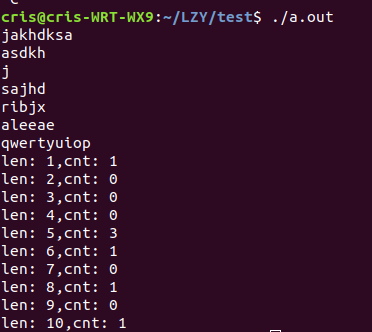 cris@cris-WRT-WX9:~/LZY/test$ ./a.out
jakhdksa
asdkh
j
sajhd
ribjx
aleeae
qwertyuiop
len: 1,cnt: 1
len: 2,cnt: 0
len: 3,cnt: 0
len: 4,cnt: 0
len: 5,cnt: 3
len: 6,cnt: 1
len: 7,cnt: 0
len: 8,cnt: 1
len: 9,cnt: 0
len: 10,cnt: 1